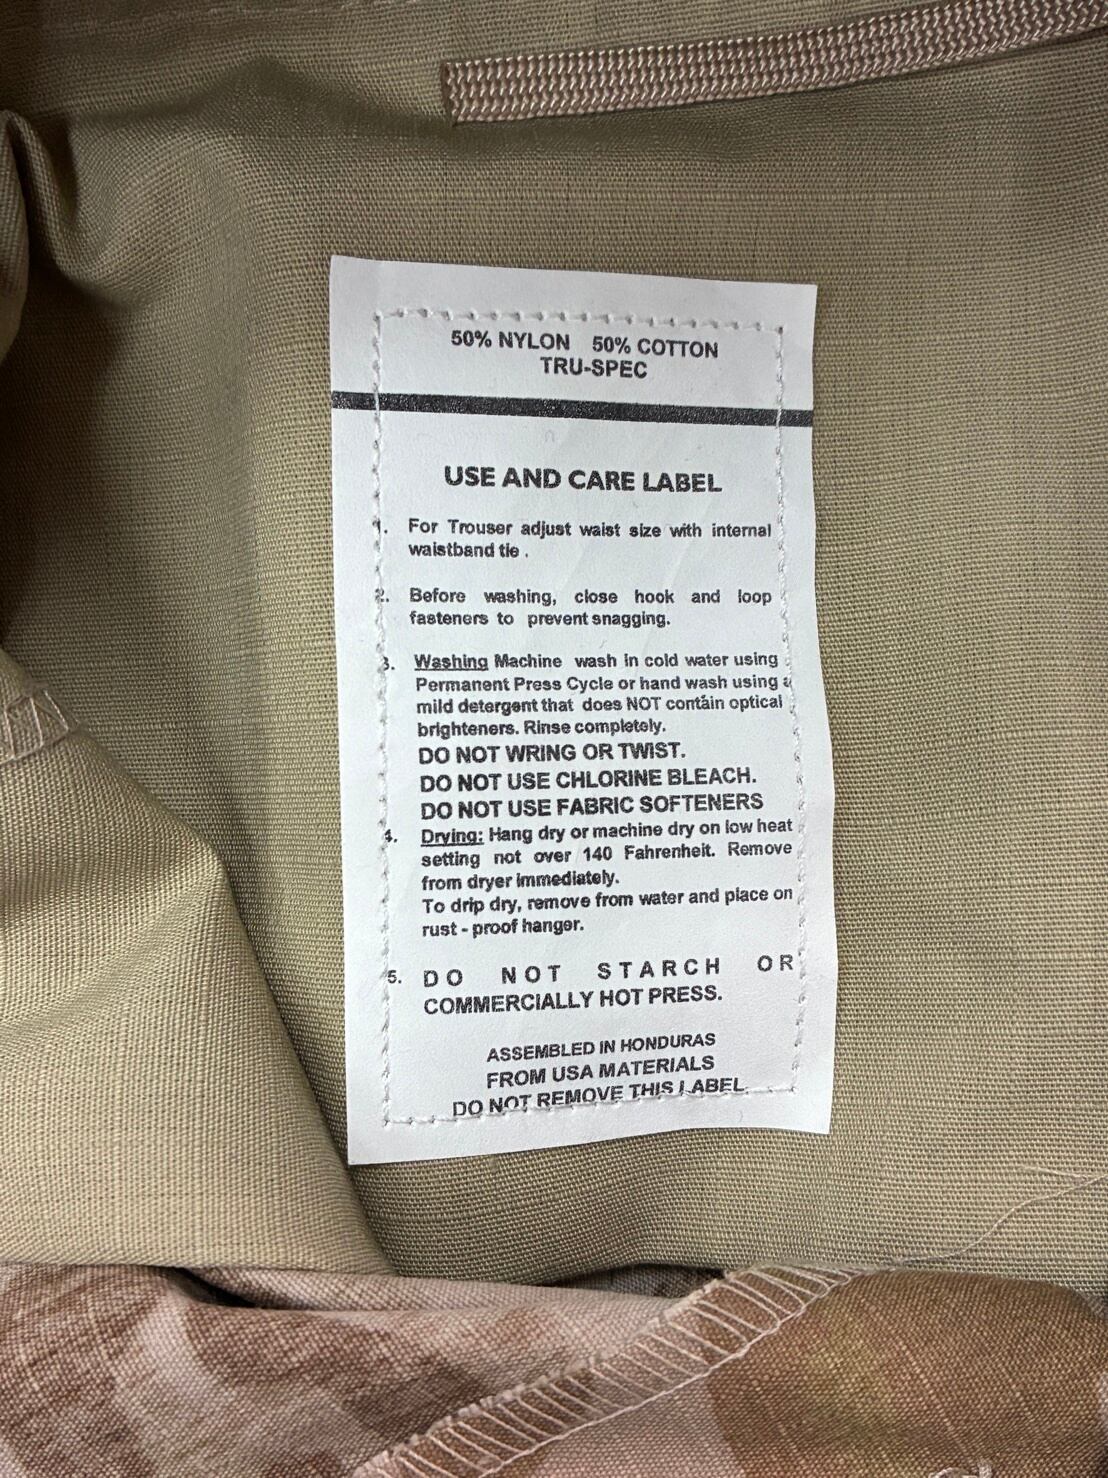 50% NYLON 50% COTTON
TRU-SPEC
USE AND CARE LABEL
1. For Trouser adjust waist size with internal
waistband tie .
2. Before washing, close hook and loop
fasteners to prevent snagging.
3. Washing Machine wash in cold water using
Permanent Press Cycle or hand wash using a
mild detergent that does NOT contain optical
brighteners. Rinse completely.
DO NOT WRING OR TWIST.
DO NOT USE CHLORINE BLEACH.
DO NOT USE FABRIC SOFTENERS
4. Drying: Hang dry or machine dry on low heat
setting not over 140 Fahrenheit. Remove
from dryer immediately.
To drip dry, remove from water and place on
rust - proof hanger.
5. DO NOT STARCH OR
COMMERCIALLY HOT PRESS.
ASSEMBLED IN HONDURAS
FROM USA MATERIALS
DO NOT REMOVE THIS LABEL